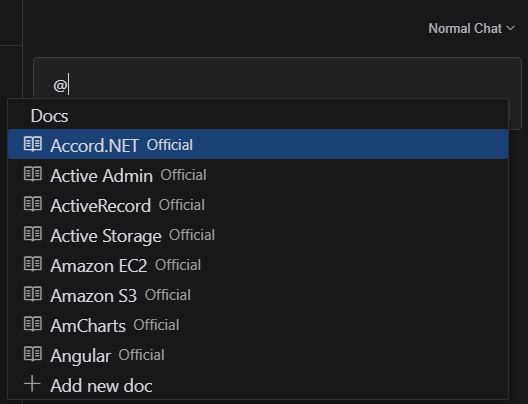 Normal Chat
@
Docs
Accord.NET Official
Active Admin Official
ActiveRecord Official
Active Storage Official
Amazon EC2 Official
Amazon S3 Official
AmCharts Official
Angular Official
Add new doc